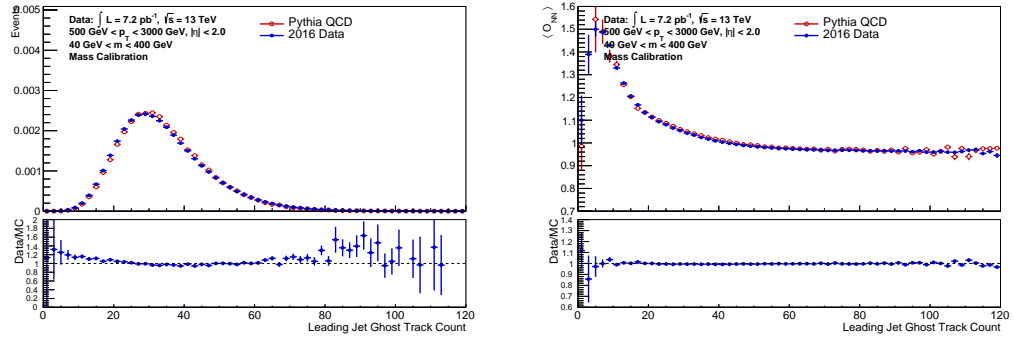 Events
Data: ∫ L = 7.2 pb⁻¹, √s = 13 TeV
500 GeV < p_T < 3000 GeV, |η| < 2.0
40 GeV < m < 400 GeV
Mass Calibration
Pythia QCD
2016 Data
0.005
0.004
0.003
0.002
0.001
0
Data/MC
2
1.8
1.6
1.4
1.2
1
0.8
0.6
0.4
0.2
0
0 20 40 60 80 100 120
Leading Jet Ghost Track Count
⟨ O_NN ⟩
Data: ∫ L = 7.2 pb⁻¹, √s = 13 TeV
500 GeV < p_T < 3000 GeV, |η| < 2.0
40 GeV < m < 400 GeV
Mass Calibration
Pythia QCD
2016 Data
1.6
1.5
1.4
1.3
1.2
1.1
1
0.9
0.8
0.7
Data/MC
1.4
1.3
1.2
1.1
1
0.9
0.8
0.7
0.6
0 20 40 60 80 100 120
Leading Jet Ghost Track Count